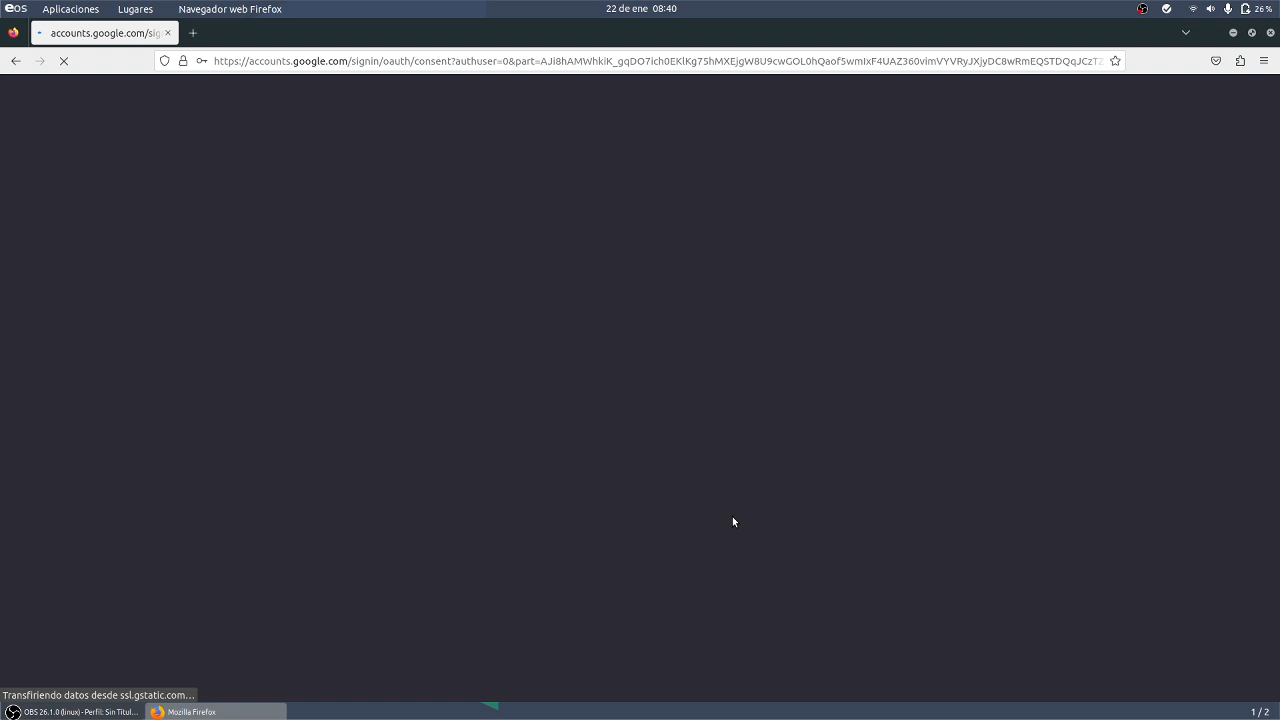 eos Aplicaciones Lugares Navegador web Firefox 22 de ene 08:40 26 %
accounts.google.com/sig
https://accounts.google.com/signin/oauth/consent?authuser=0&part=
Transfiriendo datos desde ssl.gstatic.com…
OBS 26.1.0 (linux) - Perfil: Sin Titul… Mozilla Firefox 1 / 2